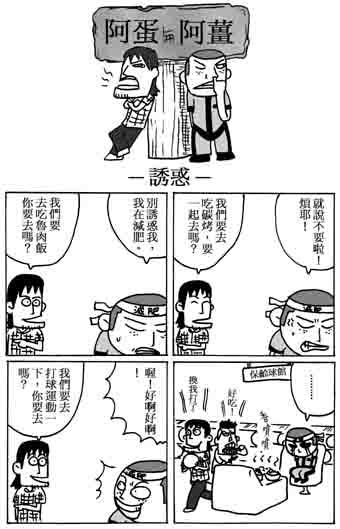 阿蛋 阿薑
—誘惑—
我們要
去吃魯肉飯
你要去嗎?
別誘惑我,
我在減肥。
減肥
我們要去
吃碳烤,要
一起去嗎?
就說不要啦!
煩耶!
減肥
我們要去
打球運動一
下,你要去
嗎?
喔!好啊好啊
!
保齡球館
………
好吃!
換我打了